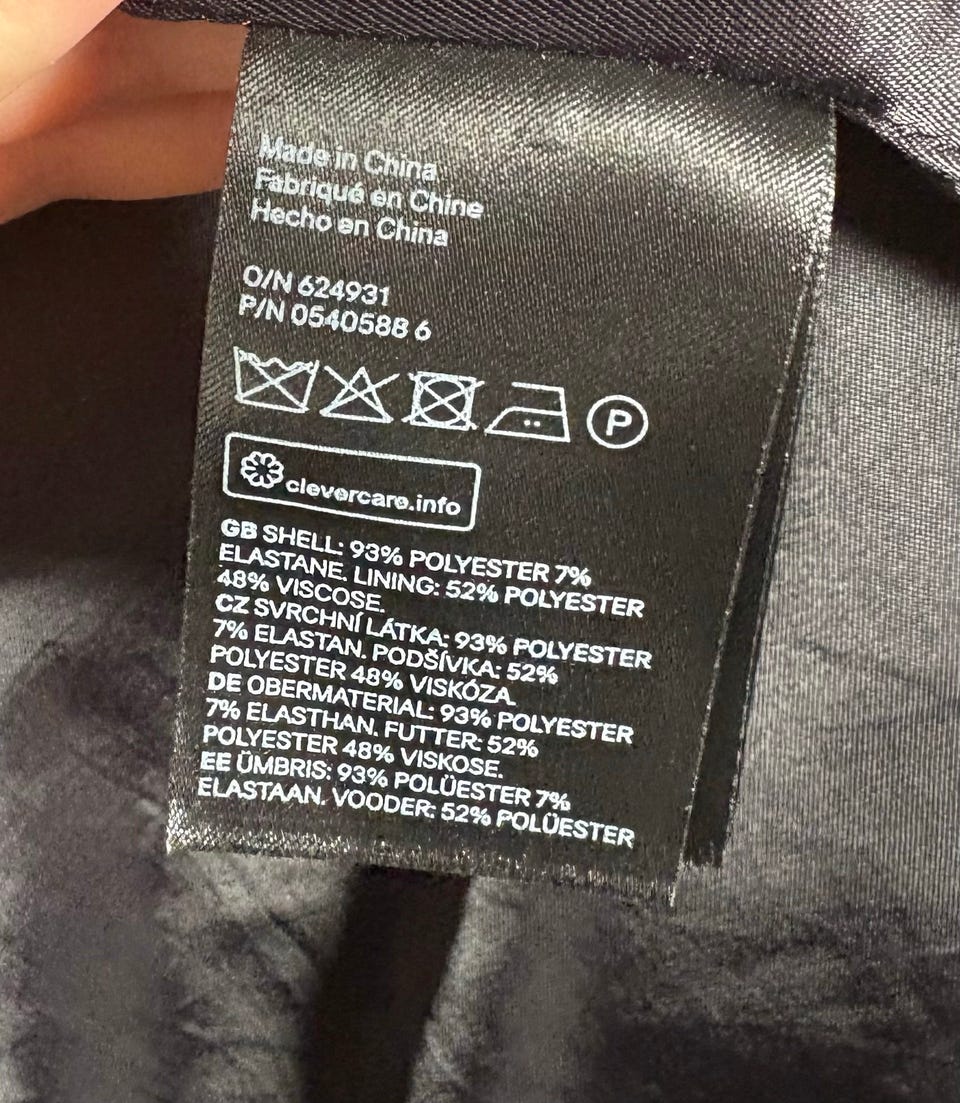 Made in China
Fabriqué en Chine
Hecho en China
O/N 624931
P/N 0540588 6
P
clevercare.info
GB SHELL: 93% POLYESTER 7%
ELASTANE. LINING: 52% POLYESTER
48% VISCOSE.
CZ SVRCHNÍ LÁTKA: 93% POLYESTER
7% ELASTAN. PODŠÍVKA: 52%
POLYESTER 48% VISKÓZA.
DE OBERMATERIAL: 93% POLYESTER
7% ELASTHAN. FUTTER: 52%
POLYESTER 48% VISKOSE.
EE ÜMBRIS: 93% POLÜESTER 7%
ELASTAAN. VOODER: 52% POLÜESTER